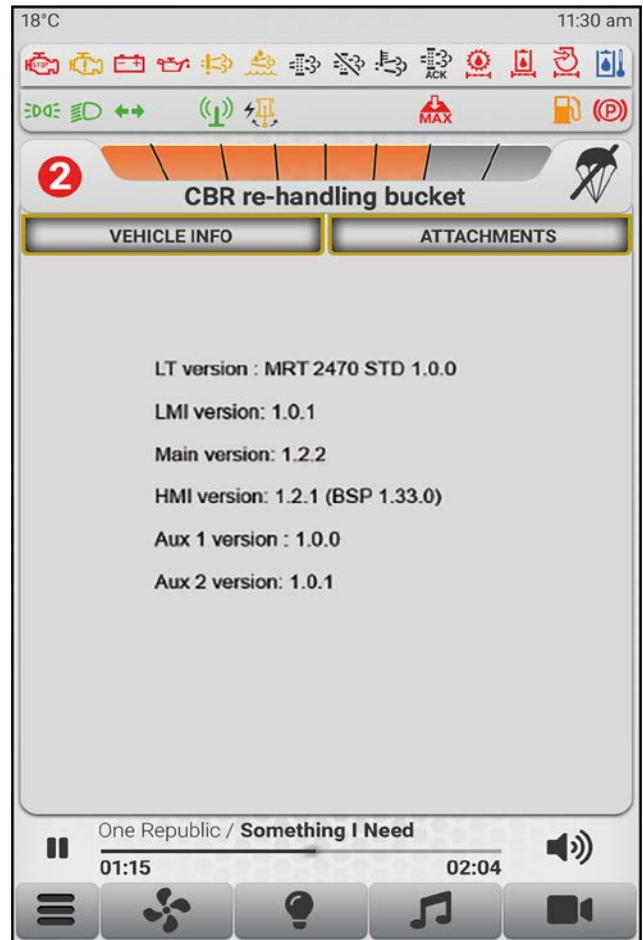 18°C 11:30 am
STOP
ACK
MAX
(P)
2
CBR re-handling bucket
VEHICLE INFO ATTACHMENTS
LT version : MRT 2470 STD 1.0.0
LMI version: 1.0.1
Main version: 1.2.2
HMI version: 1.2.1 (BSP 1.33.0)
Aux 1 version : 1.0.0
Aux 2 version: 1.0.1
One Republic / Something I Need
01:15 02:04